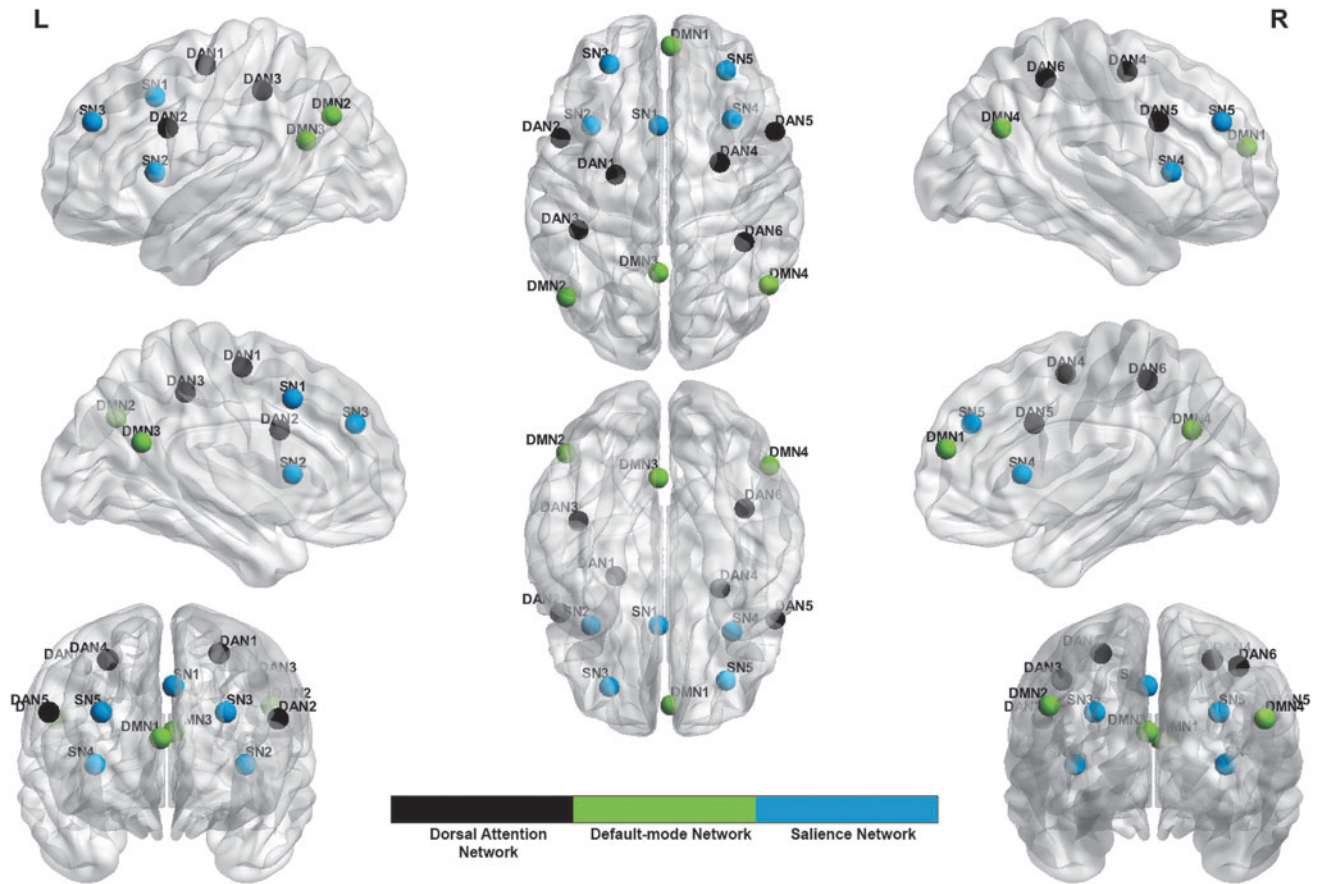 L
R
DAN1
DAN3
SN1
DMN2
SN3
DAN2
DMN3
SN2
DMN1
SN3
SN5
SN2
SN1
SN4
DAN2
DAN5
DAN1
DAN4
DAN3
DAN6
DMN3
DMN4
DMN2
DAN6
DAN4
DMN4
DAN5
SN5
DMN1
SN4
DAN1
DAN3
SN1
DMN2
DAN2
SN3
DMN3
SN2
DMN2
DMN4
DMN3
DAN6
DAN3
DAN1
DAN4
DAN2
SN2
SN1
SN4
DAN5
SN3
SN5
DMN1
DAN4
DAN6
SN5
DAN5
DMN4
DMN1
SN4
DAN4
DAN1
DAN3
SN1
DMN2
DAN5
SN5
SN3
DAN2
DMN1
SN4
SN2
DAN3
DAN6
DMN2
SN3
SN5
DMN4
DMN1
Dorsal Attention
Network
Default-mode Network
Salience Network